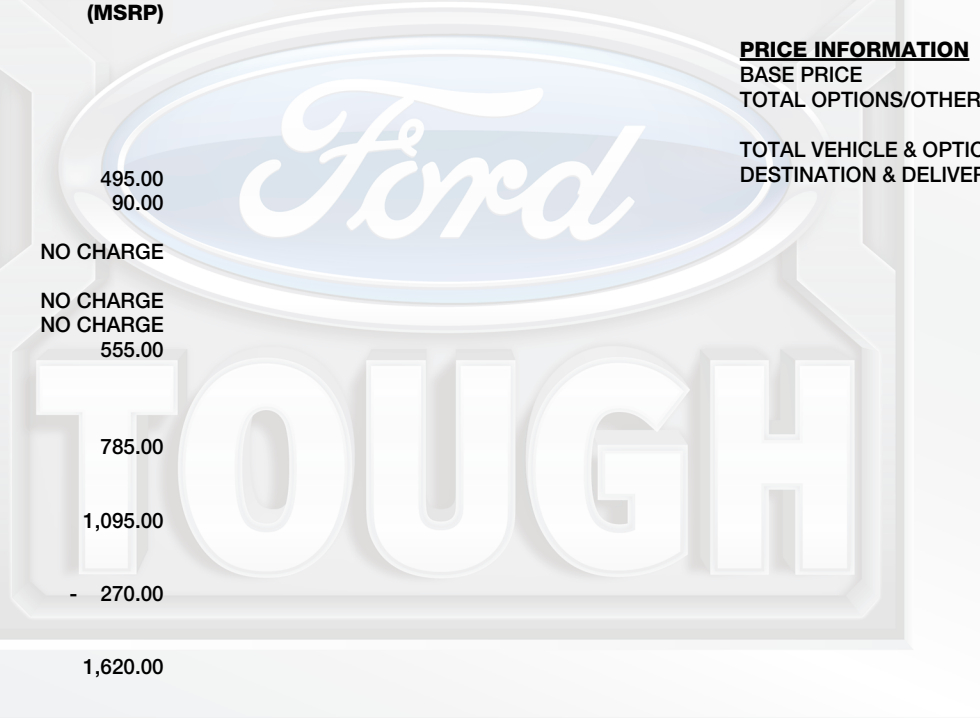 (MSRP)
495.00
90.00
NO CHARGE
NO CHARGE
NO CHARGE
555.00
785.00
1,095.00
- 270.00
1,620.00
PRICE INFORMATION
BASE PRICE
TOTAL OPTIONS/OTHER
TOTAL VEHICLE & OPTIO
DESTINATION & DELIVER
Ford
TOUGH